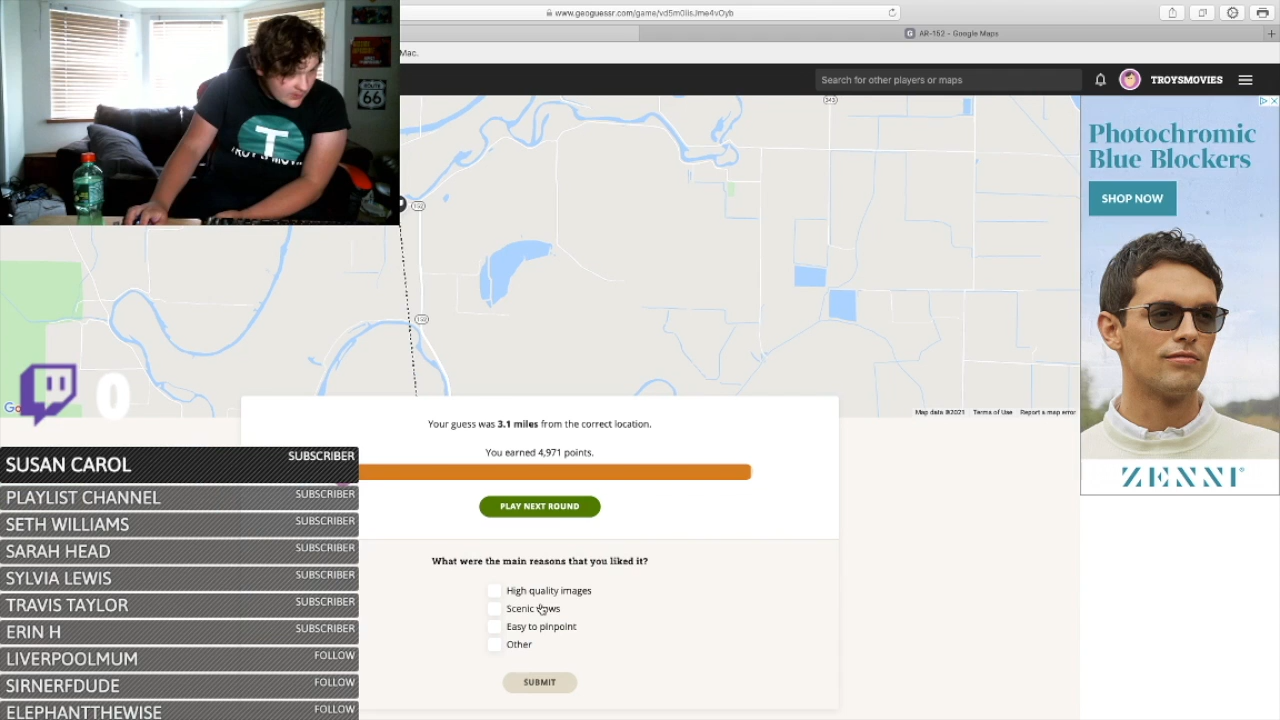 www.geoguessr.com/game/
AR-152 - Google Maps
Mac.
Search for other players or maps
TROYSMOVIES
ROUTE
66
T
343
152
Photochromic
Blue Blockers
SHOP NOW
ZENNI
Map data ©2021 Terms of Use Report a map error
0
Your guess was 3.1 miles from the correct location.
You earned 4,971 points.
PLAY NEXT ROUND
What were the main reasons that you liked it?
High quality images
Scenic
Easy to pinpoint
Other
SUBMIT
SUSAN CAROL SUBSCRIBER
PLAYLIST CHANNEL SUBSCRIBER
SETH WILLIAMS SUBSCRIBER
SARAH HEAD SUBSCRIBER
SYLVIA LEWIS SUBSCRIBER
TRAVIS TAYLOR SUBSCRIBER
ERIN H SUBSCRIBER
LIVERPOOLMUM FOLLOW
SIRNERFDUDE FOLLOW
ELEPHANTTHEWISE FOLLOW